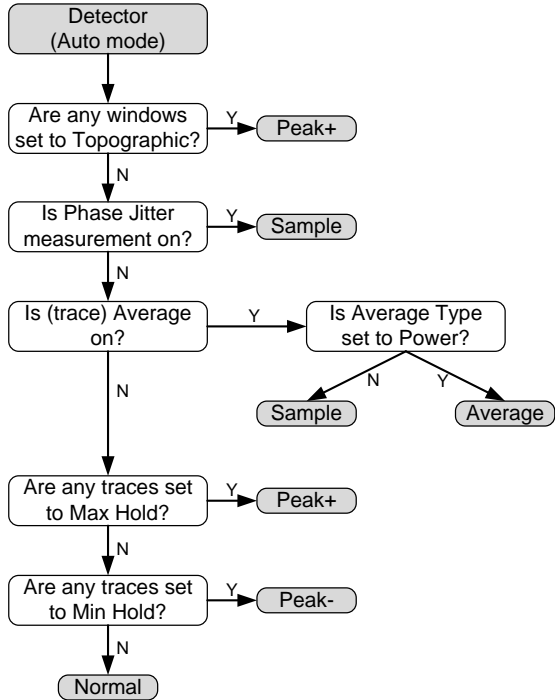 Detector
(Auto mode)
Are any windows
set to Topographic?
Y
Peak+
N
Is Phase Jitter
measurement on?
Y
Sample
N
Is (trace) Average
on?
Y
Is Average Type
set to Power?
N
Y
Sample
Average
N
Are any traces set
to Max Hold?
Y
Peak+
N
Are any traces set
to Min Hold?
Y
Peak-
N
Normal